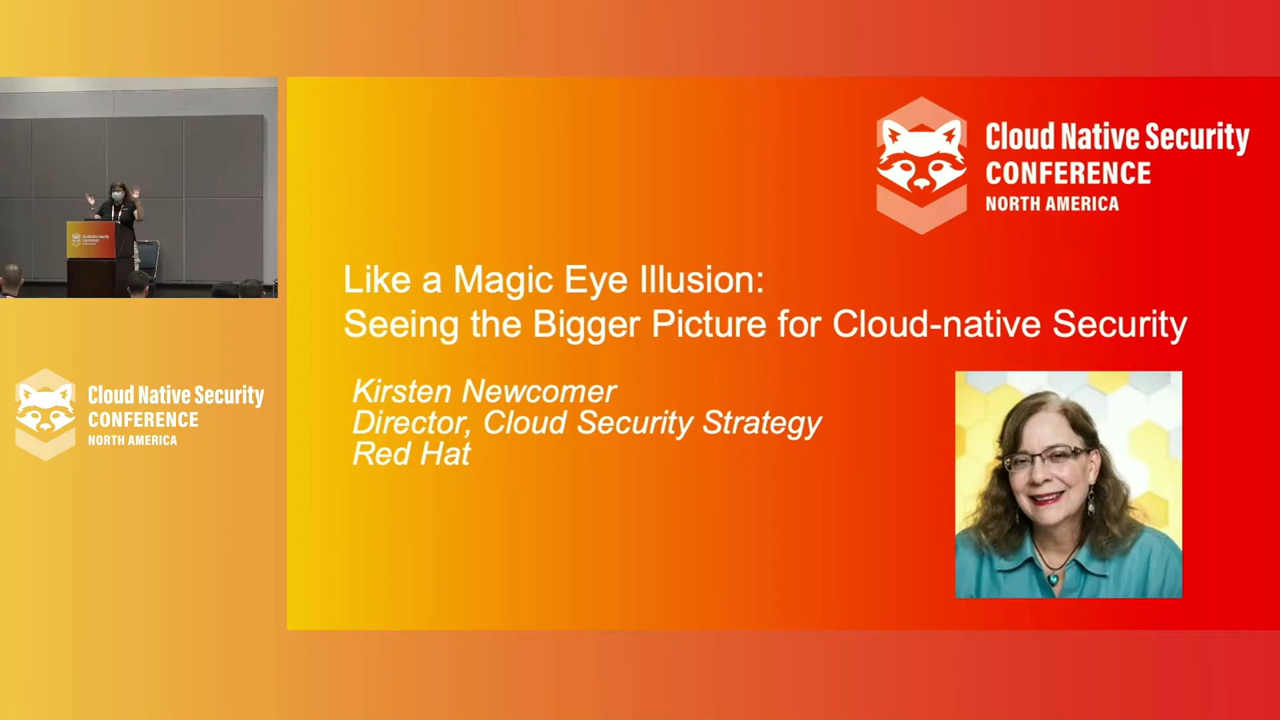 Cloud Native Security
CONFERENCE
NORTH AMERICA
Like a Magic Eye Illusion:
Seeing the Bigger Picture for Cloud-native Security
Kirsten Newcomer
Director, Cloud Security Strategy
Red Hat
Cloud Native Security
CONFERENCE
NORTH AMERICA